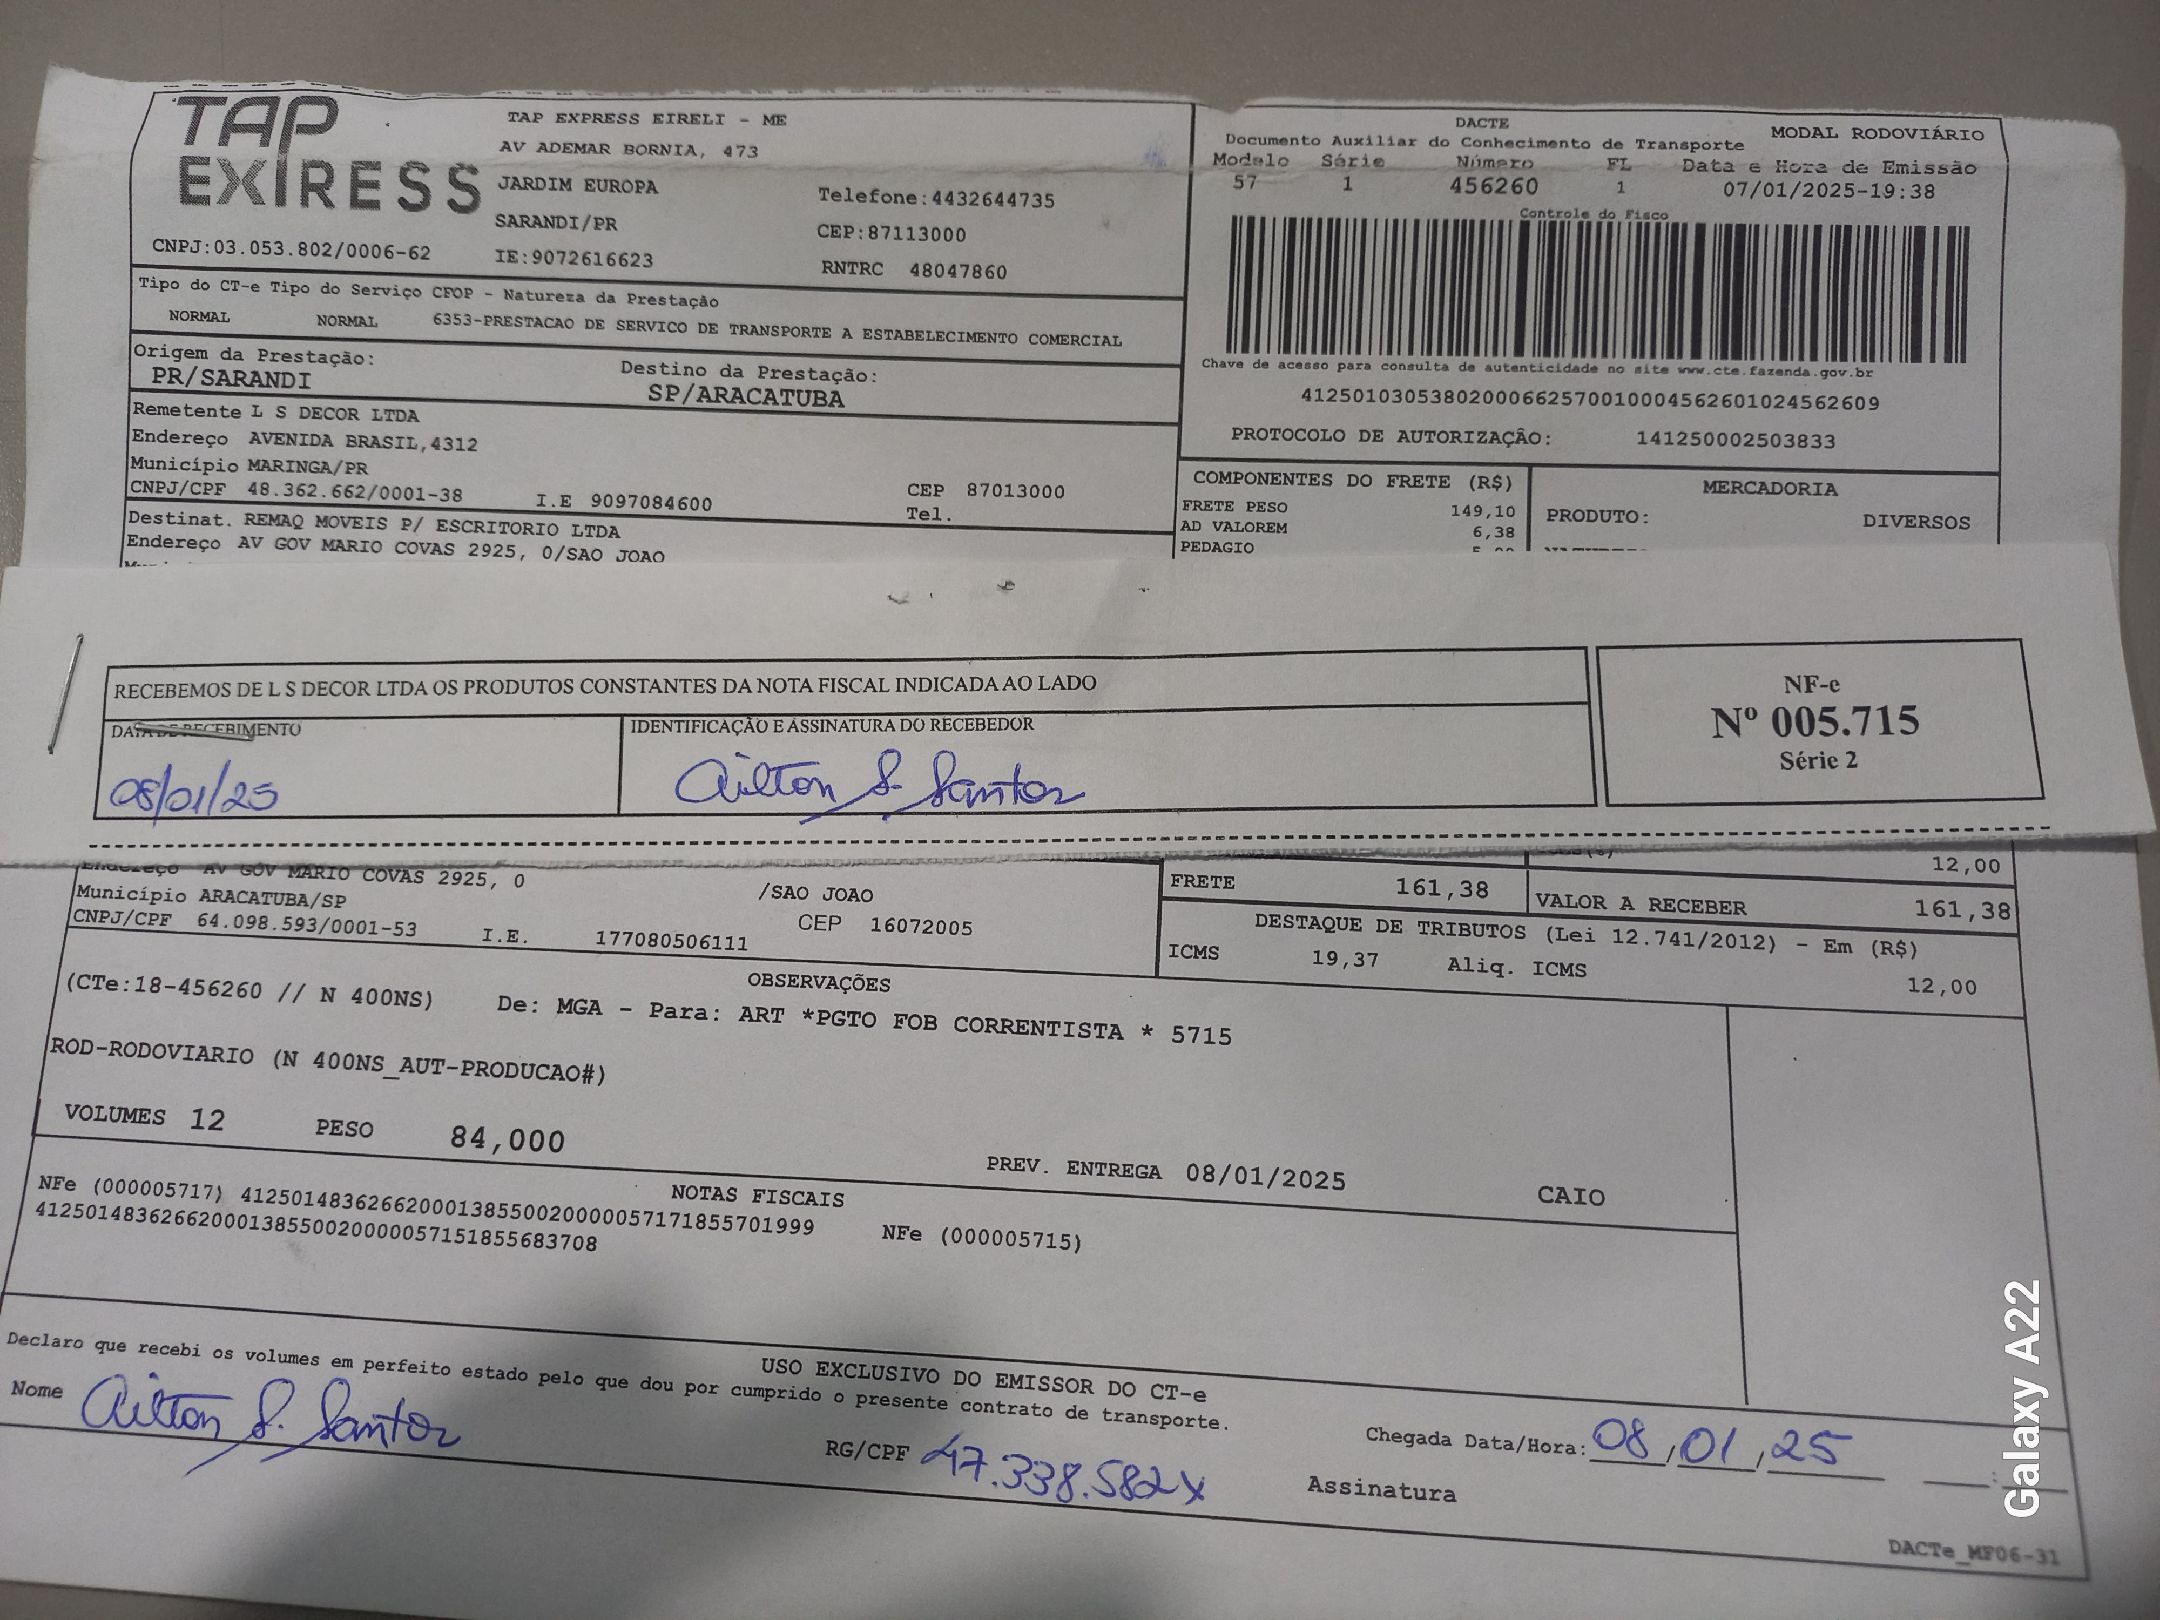 TAP
EXPRESS
TAP EXPRESS EIRELI - ME
AV ADEMAR BORNIA, 473
JARDIM EUROPA
Telefone:4432644735
SARANDI/PR
CEP:87113000
CNPJ:03.053.802/0006-62
IE:9072616623
RNTRC 48047860
DACTE
MODAL RODOVIÁRIO
Documento Auxiliar do Conhecimento de Transporte
Modelo Série Número FL Data e Hora de Emissão
57 1 456260 1 07/01/2025-19:38
Controle do Fisco
Chave de acesso para consulta de autenticidade no site www.cte.fazenda.gov.br
41250103053802000662570010004562601024562609
PROTOCOLO DE AUTORIZAÇÃO: 141250002503833
Tipo do CT-e Tipo do Serviço CFOP - Natureza da Prestação
NORMAL NORMAL 6353-PRESTACAO DE SERVICO DE TRANSPORTE A ESTABELECIMENTO COMERCIAL
Origem da Prestação: Destino da Prestação:
PR/SARANDI SP/ARACATUBA
Remetente L S DECOR LTDA
Endereço AVENIDA BRASIL,4312
Município MARINGA/PR
CEP 87013000
CNPJ/CPF 48.362.662/0001-38 I.E 9097084600 Tel.
Destinat. REMAQ MOVEIS P/ ESCRITORIO LTDA
Endereço AV GOV MARIO COVAS 2925, 0/SAO JOAO
COMPONENTES DO FRETE (R$)
FRETE PESO 149,10
AD VALOREM 6,38
PEDAGIO
MERCADORIA
PRODUTO: DIVERSOS
RECEBEMOS DE L S DECOR LTDA OS PRODUTOS CONSTANTES DA NOTA FISCAL INDICADA AO LADO
DATA DE RECEBIMENTO
08/01/25
IDENTIFICAÇÃO E ASSINATURA DO RECEBEDOR
Ailton S. Santos
NF-e
Nº 005.715
Série 2
Endereço AV GOV MARIO COVAS 2925, 0 /SAO JOAO
Município ARACATUBA/SP
CEP 16072005
CNPJ/CPF 64.098.593/0001-53 I.E. 177080506111
12,00
FRETE 161,38
VALOR A RECEBER 161,38
DESTAQUE DE TRIBUTOS (Lei 12.741/2012) - Em (R$)
ICMS 19,37 Aliq. ICMS 12,00
OBSERVAÇÕES
(CTe:18-456260 // N 400NS) De: MGA - Para: ART *PGTO FOB CORRENTISTA * 5715
ROD-RODOVIARIO (N 400NS_AUT-PRODUCAO#)
VOLUMES 12 PESO 84,000
PREV. ENTREGA 08/01/2025 CAIO
NOTAS FISCAIS
NFe (000005717) 41250148362662000138550020000057171855701999 NFe (000005715)
41250148362662000138550020000057151855683708
USO EXCLUSIVO DO EMISSOR DO CT-e
Declaro que recebi os volumes em perfeito estado pelo que dou por cumprido o presente contrato de transporte.
Nome Ailton S. Santos
RG/CPF 47.338.582x
Chegada Data/Hora: 08/01/25 :
Assinatura
DACTe_MF06-31
Galaxy A22